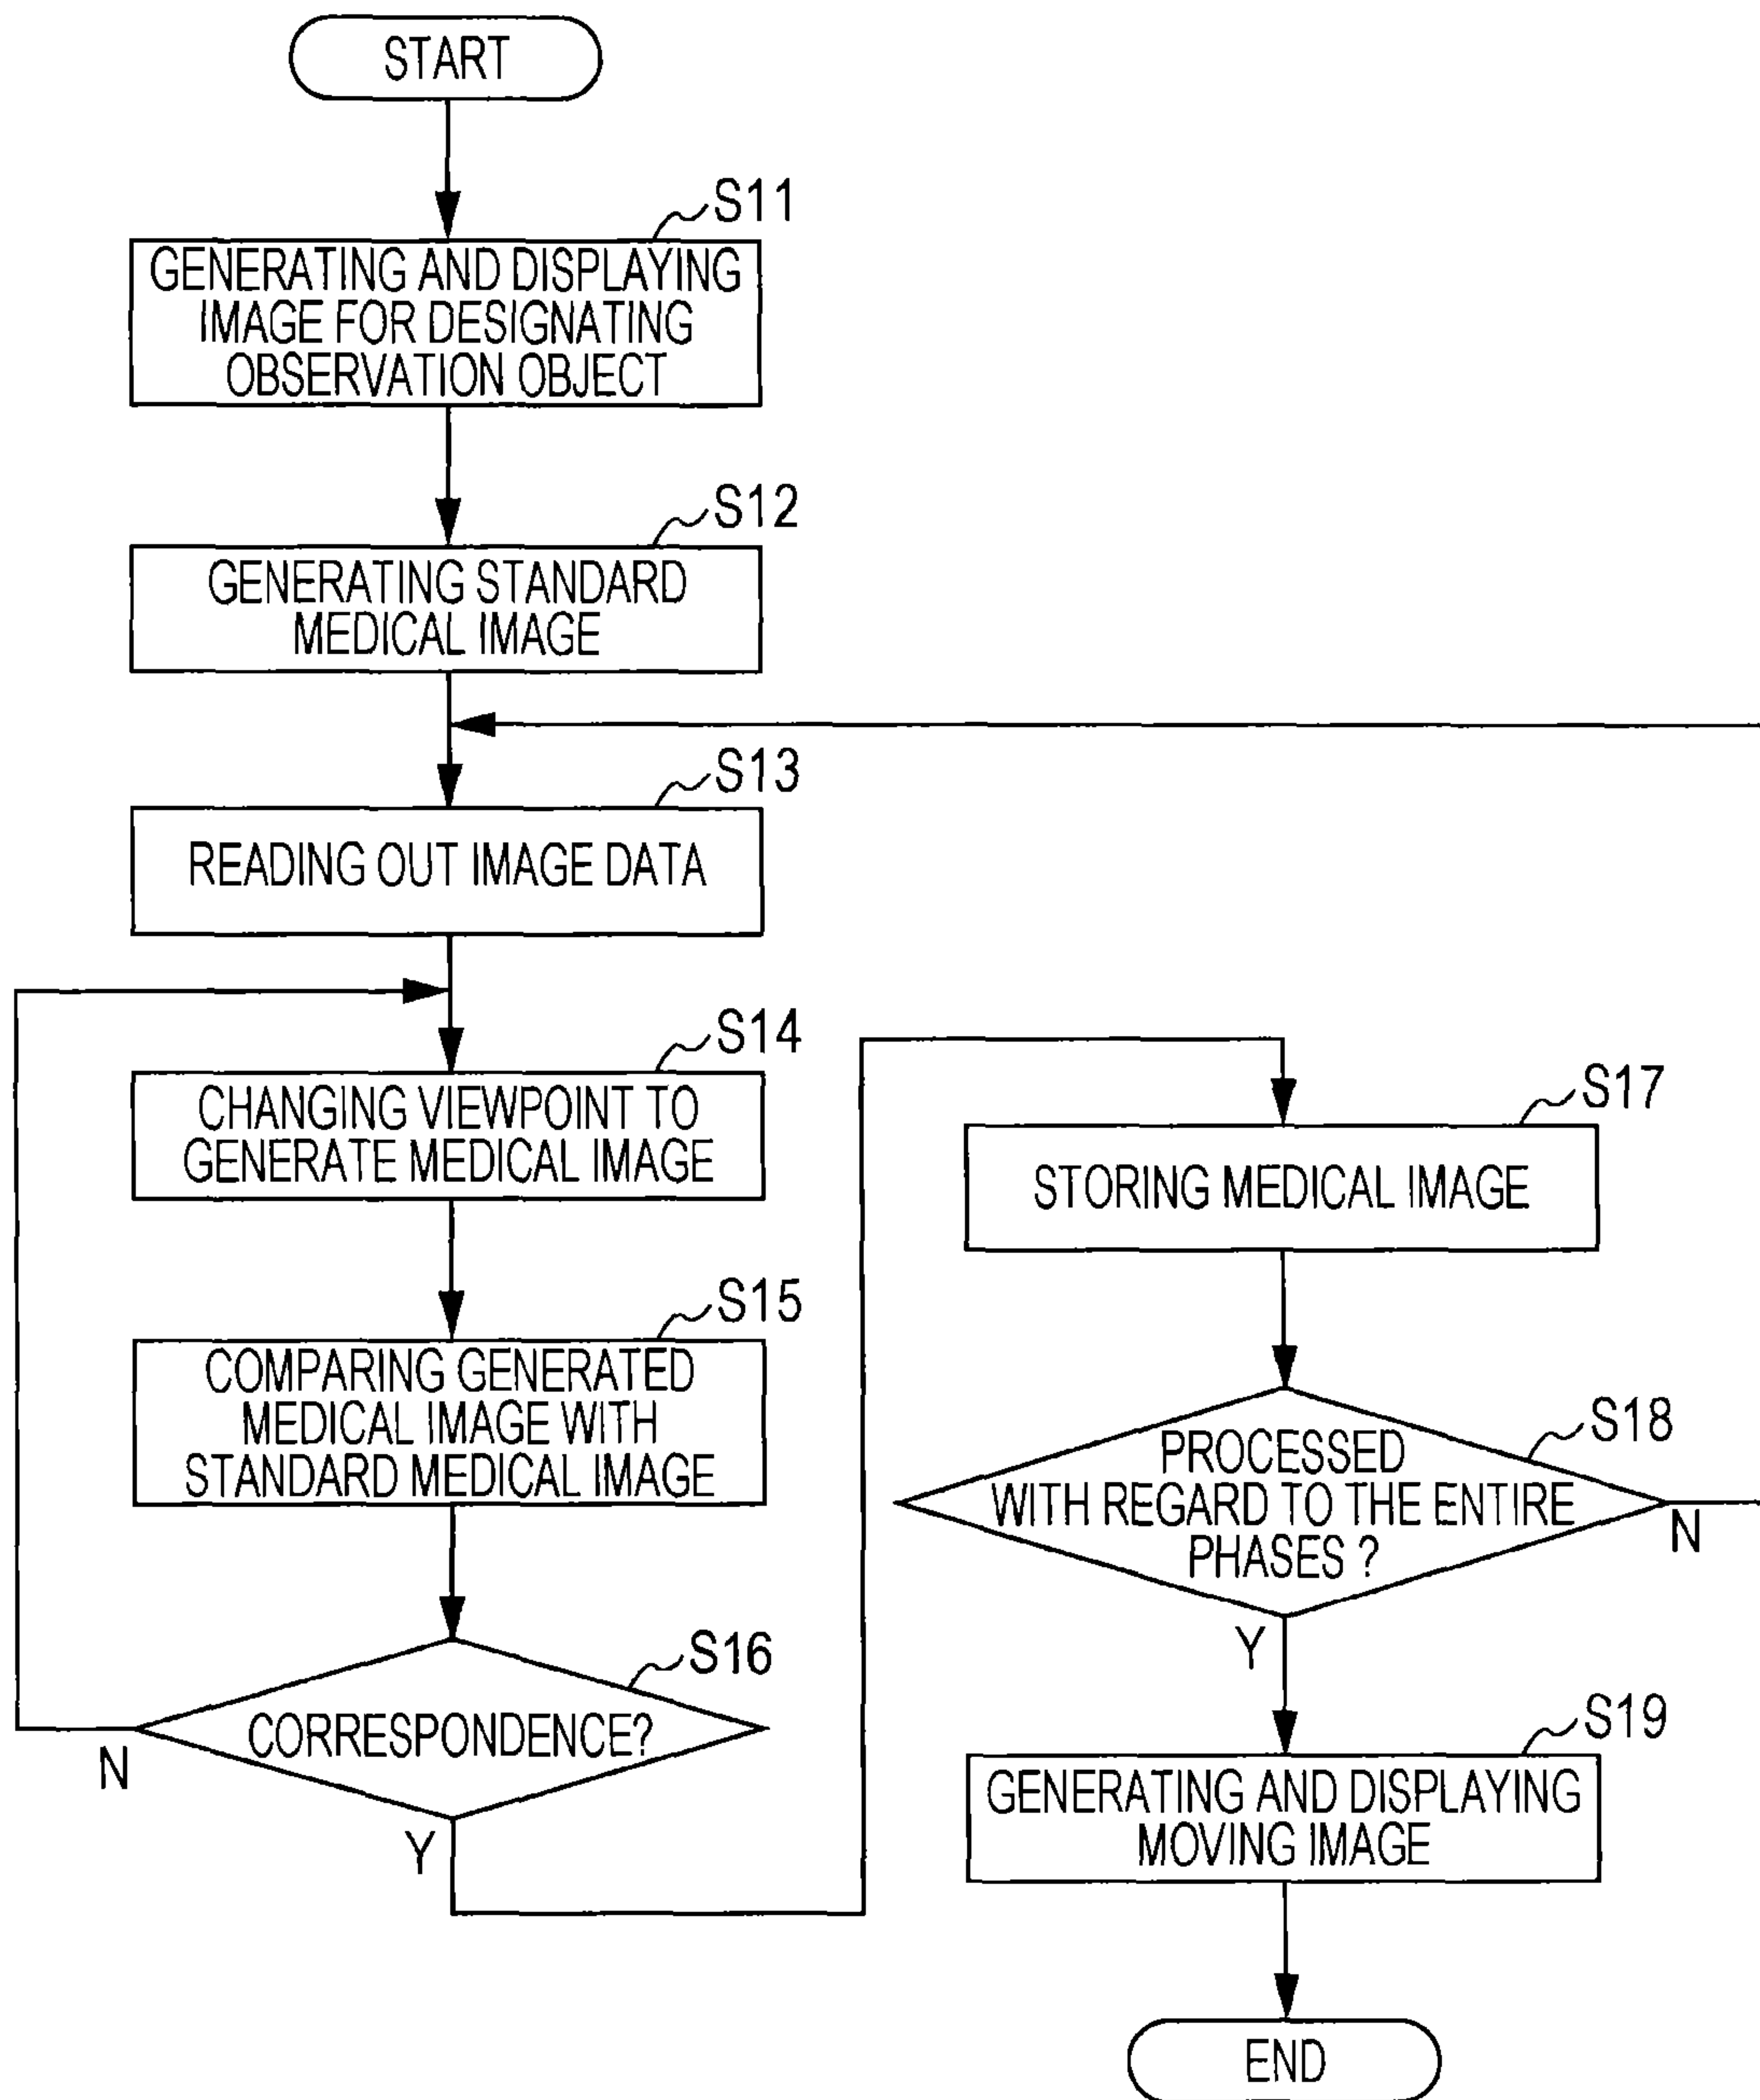 START
S11
GENERATING AND DISPLAYING
IMAGE FOR DESIGNATING
OBSERVATION OBJECT
S12
GENERATING STANDARD
MEDICAL IMAGE
S13
READING OUT IMAGE DATA
S14
CHANGING VIEWPOINT TO
GENERATE MEDICAL IMAGE
S15
COMPARING GENERATED
MEDICAL IMAGE WITH
STANDARD MEDICAL IMAGE
S16
CORRESPONDENCE?
N
Y
S17
STORING MEDICAL IMAGE
S18
PROCESSED
WITH REGARD TO THE ENTIRE
PHASES ?
N
Y
S19
GENERATING AND DISPLAYING
MOVING IMAGE
END